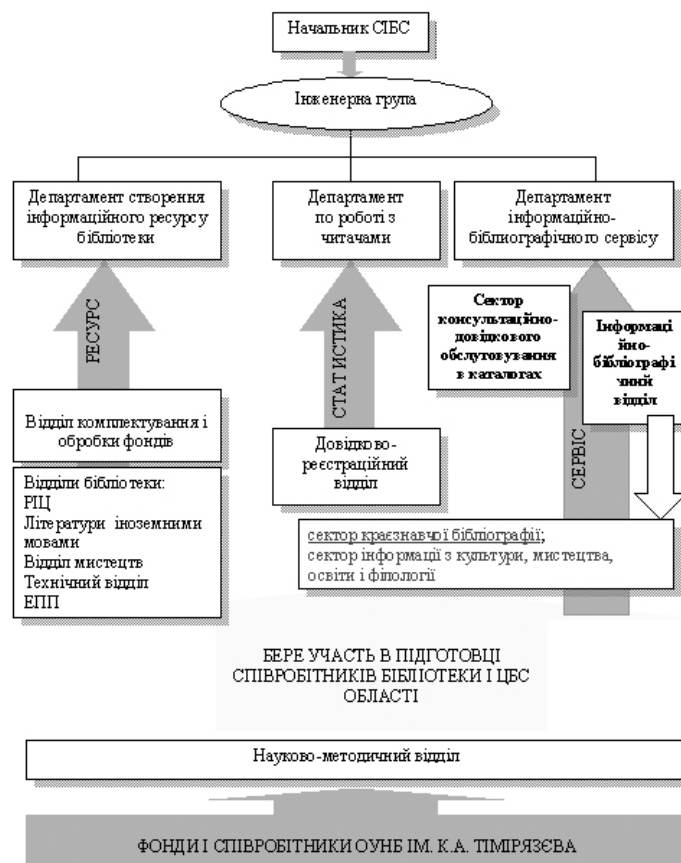 Начальник СІБС
Інженерна група
Департамент створення
інформаційного ресурсу
бібліотеки
Департамент
по роботі з
читачами
Департамент
інформаційно-
бібліографічного сервісу
РЕСУРС
СТАТИСТИКА
СЕРВІС
Сектор
консультаційно-
довідкового
обслутовування
в каталогах
Інформаці
йно-
бібліографі
чний
відділ
Відділ комплектування і
обробки фондів
Довідково-
реєстраційний
відділ
Відділи бібліотеки:
РІЦ
Літератури іноземними
мовами
Відділ мистецтв
Технічний відділ
ЕПП
сектор краєзнавчої бібліографії;
сектор інформації з культури, мистецтва,
освіти і філології
БЕРЕ УЧАСТЬ В ПІДГОТОВЦІ
СПІВРОБІТНИКІВ БІБЛІОТЕКИ І ЦБС
ОБЛАСТІ
Науково-методичний відділ
ФОНДИ І СПІВРОБІТНИКИ ОУНБ ІМ. К.А. ТІМІРЯЗЄВА